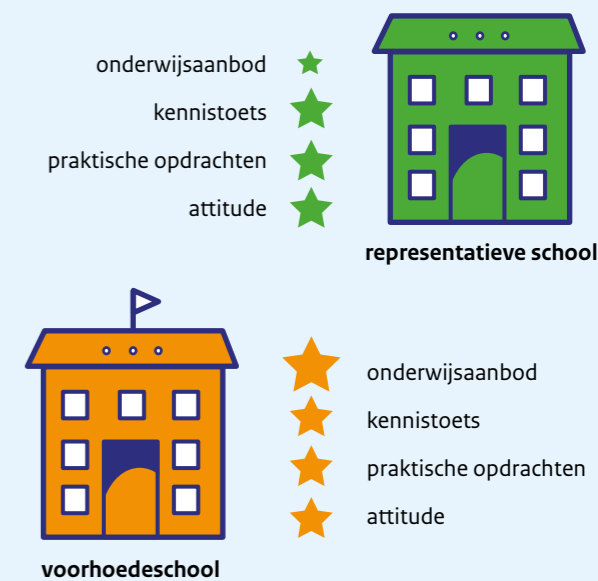 onderwijsaanbod
kennistoets
praktische opdrachten
attitude
representatieve school
onderwijsaanbod
kennistoets
praktische opdrachten
attitude
voorhoedeschool